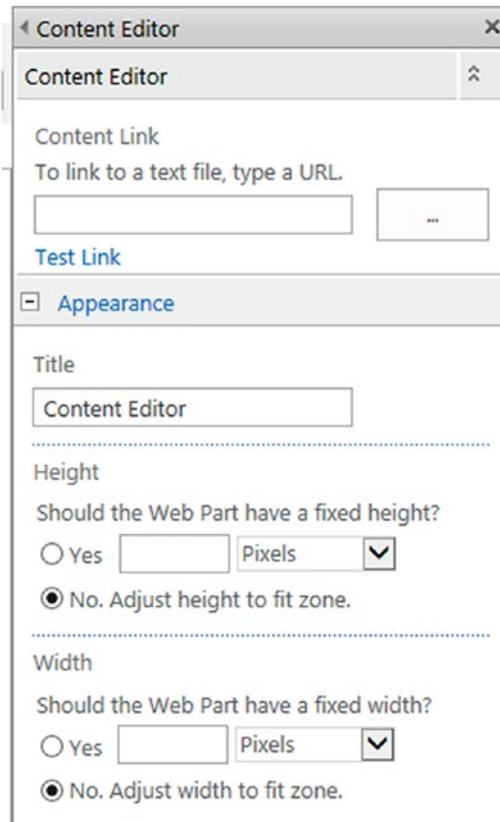 Content Editor
Content Editor
Content Link
To link to a text file, type a URL.
...
Test Link
Appearance
Title
Content Editor
Height
Should the Web Part have a fixed height?
Yes Pixels
No. Adjust height to fit zone.
Width
Should the Web Part have a fixed width?
Yes Pixels
No. Adjust width to fit zone.